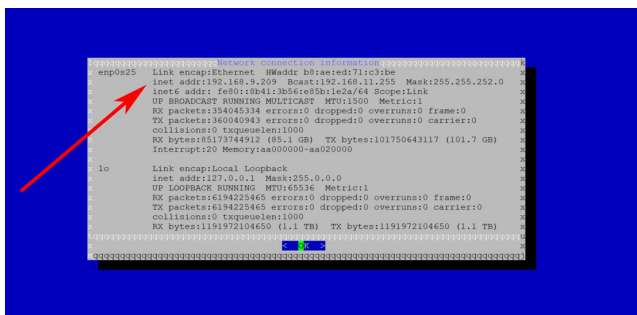 Network connection information
enp0s25 Link encap:Ethernet HWaddr b8:ae:ed:71:c3:be
inet addr:192.168.9.209 Bcast:192.168.11.255 Mask:255.255.252.0
inet6 addr: fe80::8b41:3b56:e85b:1e2a/64 Scope:Link
UP BROADCAST RUNNING MULTICAST MTU:1500 Metric:1
RX packets:354045334 errors:0 dropped:0 overruns:0 frame:0
TX packets:360040943 errors:0 dropped:0 overruns:0 carrier:0
collisions:0 txqueuelen:1000
RX bytes:85173744912 (85.1 GB) TX bytes:101750643117 (101.7 GB)
Interrupt:20 Memory:aa000000-aa020000
lo Link encap:Local Loopback
inet addr:127.0.0.1 Mask:255.0.0.0
UP LOOPBACK RUNNING MTU:65536 Metric:1
RX packets:6194225465 errors:0 dropped:0 overruns:0 frame:0
TX packets:6194225465 errors:0 dropped:0 overruns:0 carrier:0
collisions:0 txqueuelen:1000
RX bytes:1191972104650 (1.1 TB) TX bytes:1191972104650 (1.1 TB)
< OK >